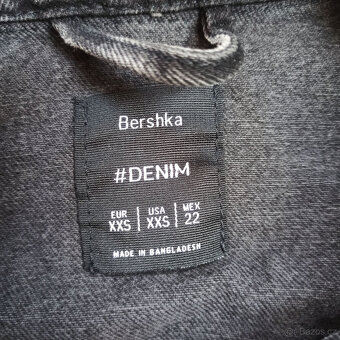 Bershka
#DENIM
EUR USA MEX
XXS XXS 22
MADE IN BANGLADESH